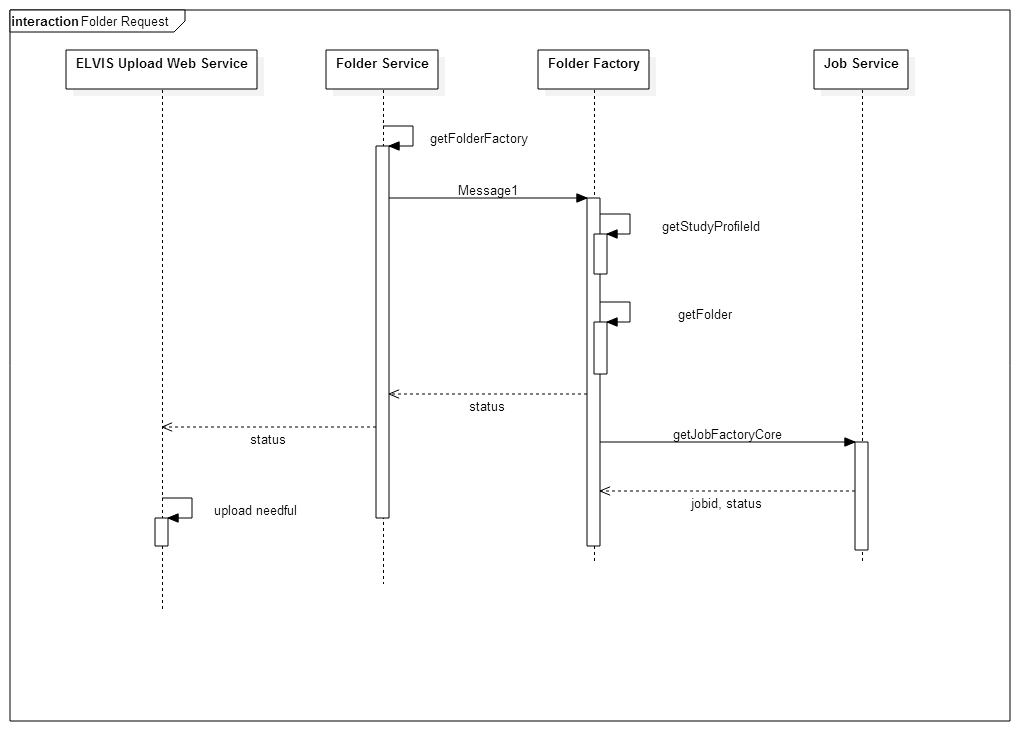 interaction Folder Request
ELVIS Upload Web Service
Folder Service
Folder Factory
Job Service
getFolderFactory
Message1
getStudyProfileId
getFolder
status
status
getJobFactoryCore
jobid, status
upload needful